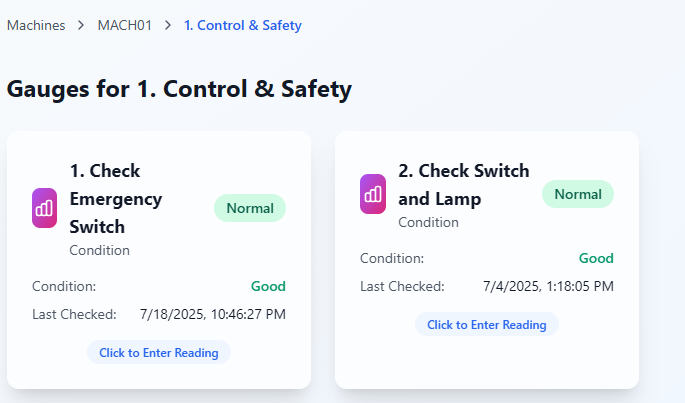 Machines > MACH01 > 1. Control & Safety
Gauges for 1. Control & Safety
1. Check
Emergency
Switch
Condition
Normal
Condition: Good
Last Checked: 7/18/2025, 10:46:27 PM
Click to Enter Reading
2. Check Switch
and Lamp
Condition
Normal
Condition: Good
Last Checked: 7/4/2025, 1:18:05 PM
Click to Enter Reading